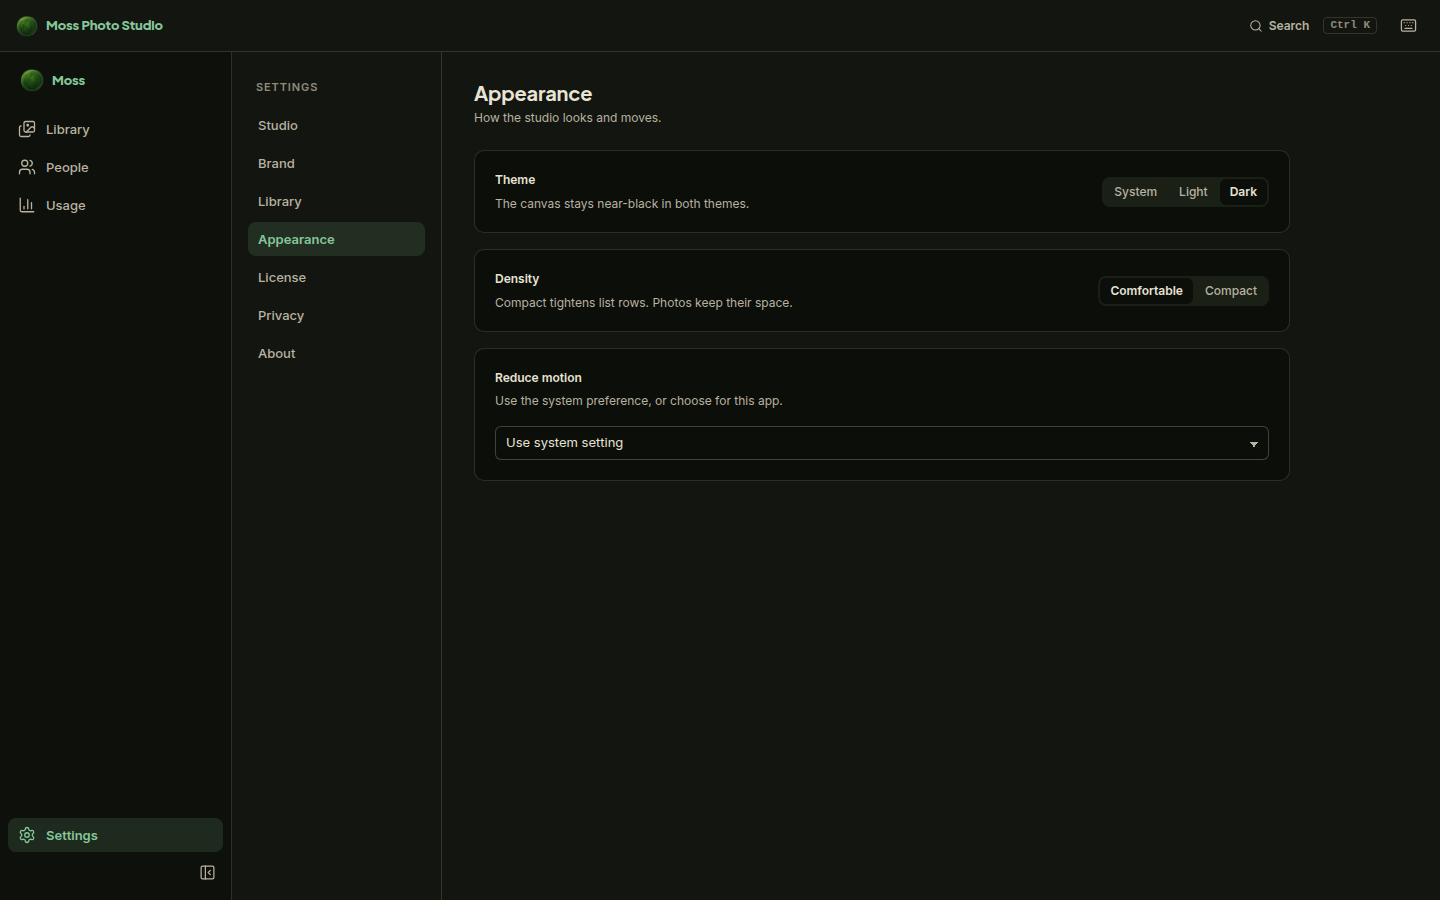 Moss Photo Studio
Search Ctrl K
Moss
Library
People
Usage
Settings
SETTINGS
Studio
Brand
Library
Appearance
License
Privacy
About
Appearance
How the studio looks and moves.
Theme
The canvas stays near-black in both themes.
System Light Dark
Density
Compact tightens list rows. Photos keep their space.
Comfortable Compact
Reduce motion
Use the system preference, or choose for this app.
Use system setting